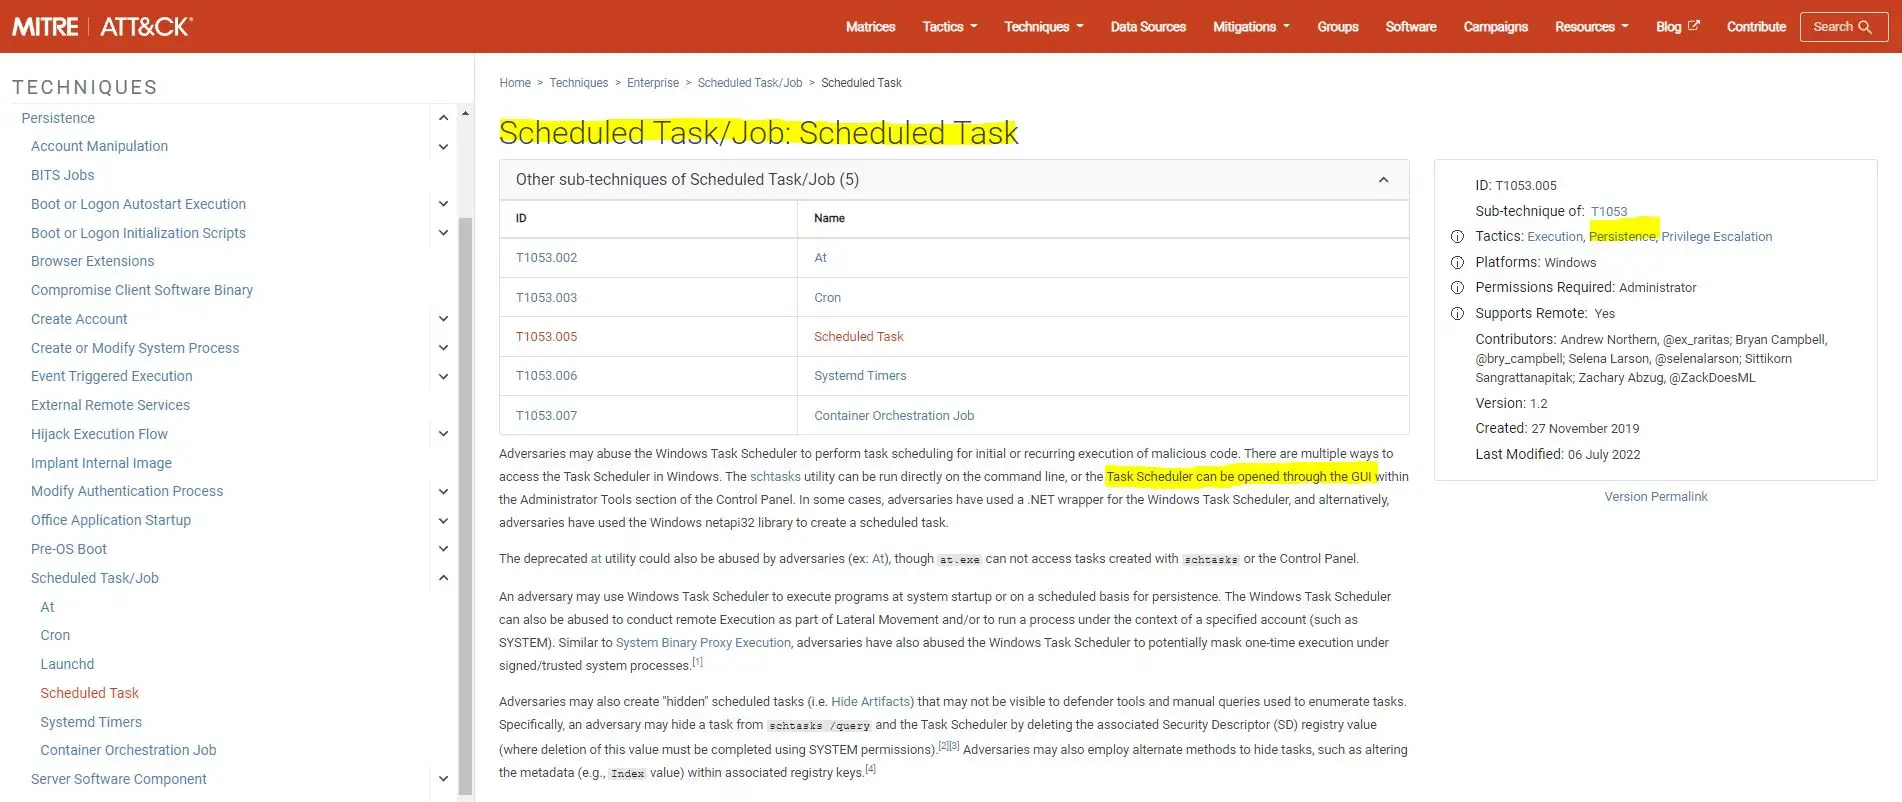 MITRE | ATT&CK®
Matrices Tactics Techniques Data Sources Mitigations Groups Software Campaigns Resources Blog Contribute Search
TECHNIQUES
Persistence
Account Manipulation
BITS Jobs
Boot or Logon Autostart Execution
Boot or Logon Initialization Scripts
Browser Extensions
Compromise Client Software Binary
Create Account
Create or Modify System Process
Event Triggered Execution
External Remote Services
Hijack Execution Flow
Implant Internal Image
Modify Authentication Process
Office Application Startup
Pre-OS Boot
Scheduled Task/Job
At
Cron
Launchd
Scheduled Task
Systemd Timers
Container Orchestration Job
Server Software Component
Home > Techniques > Enterprise > Scheduled Task/Job > Scheduled Task
Scheduled Task/Job: Scheduled Task
Other sub-techniques of Scheduled Task/Job (5)
ID Name
T1053.002 At
T1053.003 Cron
T1053.005 Scheduled Task
T1053.006 Systemd Timers
T1053.007 Container Orchestration Job
Adversaries may abuse the Windows Task Scheduler to perform task scheduling for initial or recurring execution of malicious code. There are multiple ways to
access the Task Scheduler in Windows. The schtasks utility can be run directly on the command line, or the Task Scheduler can be opened through the GUI within
the Administrator Tools section of the Control Panel. In some cases, adversaries have used a .NET wrapper for the Windows Task Scheduler, and alternatively,
adversaries have used the Windows netapi32 library to create a scheduled task.
The deprecated at utility could also be abused by adversaries (ex: At), though at.exe can not access tasks created with schtasks or the Control Panel.
An adversary may use Windows Task Scheduler to execute programs at system startup or on a scheduled basis for persistence. The Windows Task Scheduler
can also be abused to conduct remote Execution as part of Lateral Movement and/or to run a process under the context of a specified account (such as
SYSTEM). Similar to System Binary Proxy Execution, adversaries have also abused the Windows Task Scheduler to potentially mask one-time execution under
signed/trusted system processes.[1]
Adversaries may also create "hidden" scheduled tasks (i.e. Hide Artifacts) that may not be visible to defender tools and manual queries used to enumerate tasks.
Specifically, an adversary may hide a task from schtasks /query and the Task Scheduler by deleting the associated Security Descriptor (SD) registry value
(where deletion of this value must be completed using SYSTEM permissions).[2][3] Adversaries may also employ alternate methods to hide tasks, such as altering
the metadata (e.g., Index value) within associated registry keys.[4]
ID: T1053.005
Sub-technique of: T1053
Tactics: Execution, Persistence, Privilege Escalation
Platforms: Windows
Permissions Required: Administrator
Supports Remote: Yes
Contributors: Andrew Northern, @ex_raritas; Bryan Campbell,
@bry_campbell; Selena Larson, @selenalarson; Sittikorn
Sangrattanapitak; Zachary Abzug, @ZackDoesML
Version: 1.2
Created: 27 November 2019
Last Modified: 06 July 2022
Version Permalink